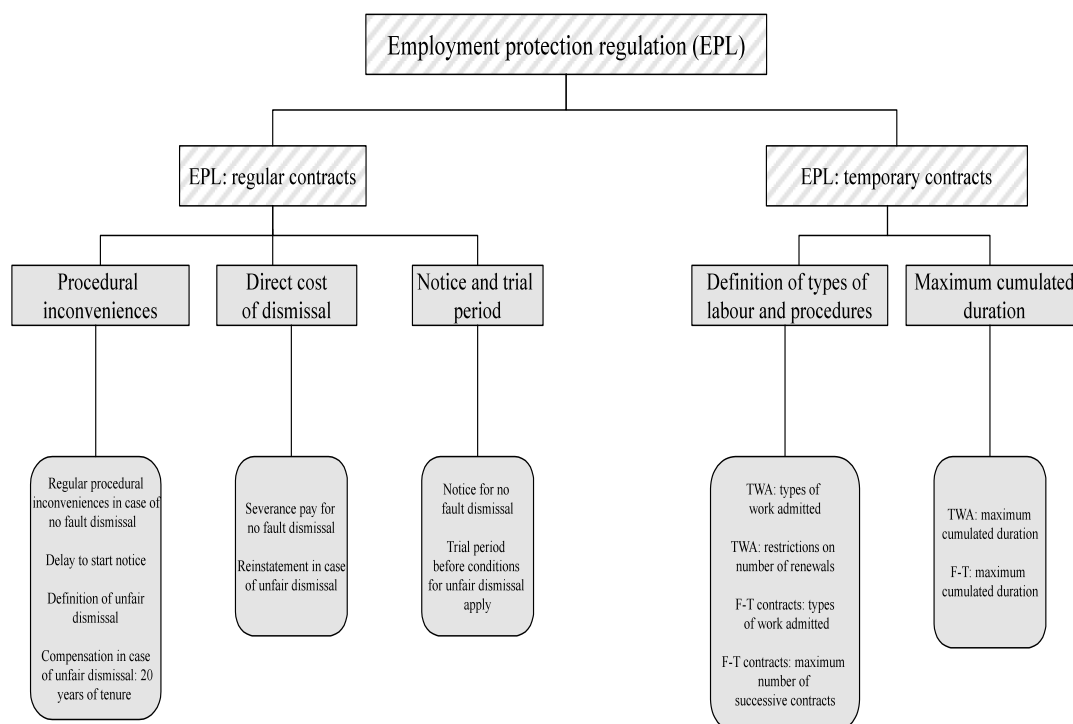 Employment protection regulation (EPL)
EPL: regular contracts
EPL: temporary contracts
Procedural
inconveniences
Direct cost
of dismissal
Notice and trial
period
Definition of types of
labour and procedures
Maximum cumulated
duration
Regular procedural
inconveniences in case of
no fault dismissal
Delay to start notice
Definition of unfair
dismissal
Compensation in case
of unfair dismissal: 20
years of tenure
Severance pay for
no fault dismissal
Reinstatement in case
of unfair dismissal
Notice for no
fault dismissal
Trial period
before conditions
for unfair dismissal
apply
TWA: types of
work admitted
TWA: restrictions on
number of renewals
F-T contracts: types
of work admitted
F-T contracts: maximum
number of
successive contracts
TWA: maximum
cumulated duration
F-T: maximum
cumulated duration